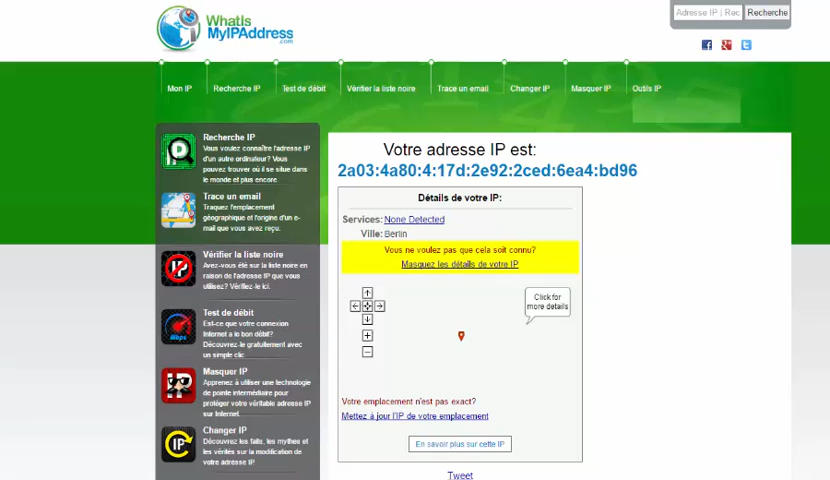 WhatIs
MyIPAddress
.com
Adresse IP | Rec
Recherche
Mon IP
Recherche IP
Test de débit
Vérifier la liste noire
Trace un email
Changer IP
Masquer IP
Outils IP
Recherche IP
Vous voulez connaître l'adresse IP
d'un autre ordinateur? Vous
pouvez trouver où il se situe dans
le monde et plus encore.
Trace un email
Traquez l'emplacement
géographique et l'origine d'un e-
mail que vous avez reçu.
Vérifier la liste noire
Avez-vous été sur la liste noire en
raison de l'adresse IP que vous
utilisez? Vérifiez-le ici.
Test de débit
Est-ce que votre connection
Internet a le bon débit?
Découvrez-le gratuitement avec
un simple clic
Masquer IP
Apprenez à utiliser une technologie
de pointe intermédiaire pour
protéger votre véritable adresse IP
sur Internet.
Changer IP
Découvrez les faits, les mythes et
les vérités sur la modification de
votre adresse IP
Votre adresse IP est:
2a03:4a80:4:17d:2e92:2ced:6ea4:bd96
Détails de votre IP:
Services: None Detected
Ville: Berlin
Vous ne voulez pas que cela soit connu?
Masquez les détails de votre IP
Click for
more details
Votre emplacement n'est pas exact?
Mettez à jour l'IP de votre emplacement
En savoir plus sur cette IP
Tweet